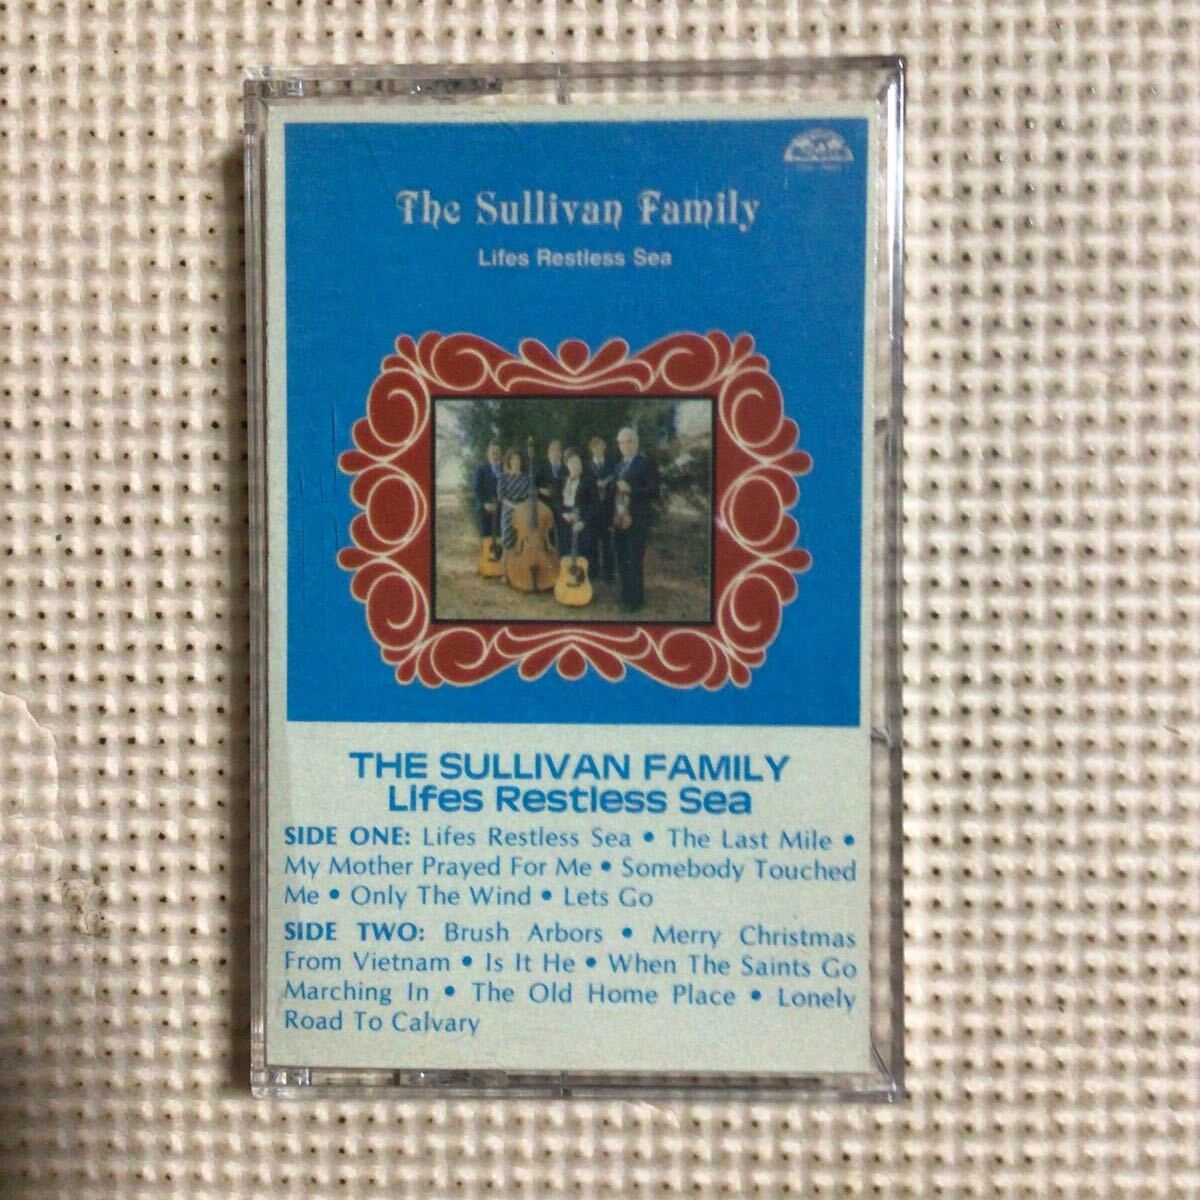 The Sullivan Family
Lifes Restless Sea
THE SULLIVAN FAMILY
Lifes Restless Sea
SIDE ONE: Lifes Restless Sea • The Last Mile •
My Mother Prayed For Me • Somebody Touched
Me • Only The Wind • Lets Go
SIDE TWO: Brush Arbors • Merry Christmas
From Vietnam • Is It He • When The Saints Go
Marching In • The Old Home Place • Lonely
Road To Calvary